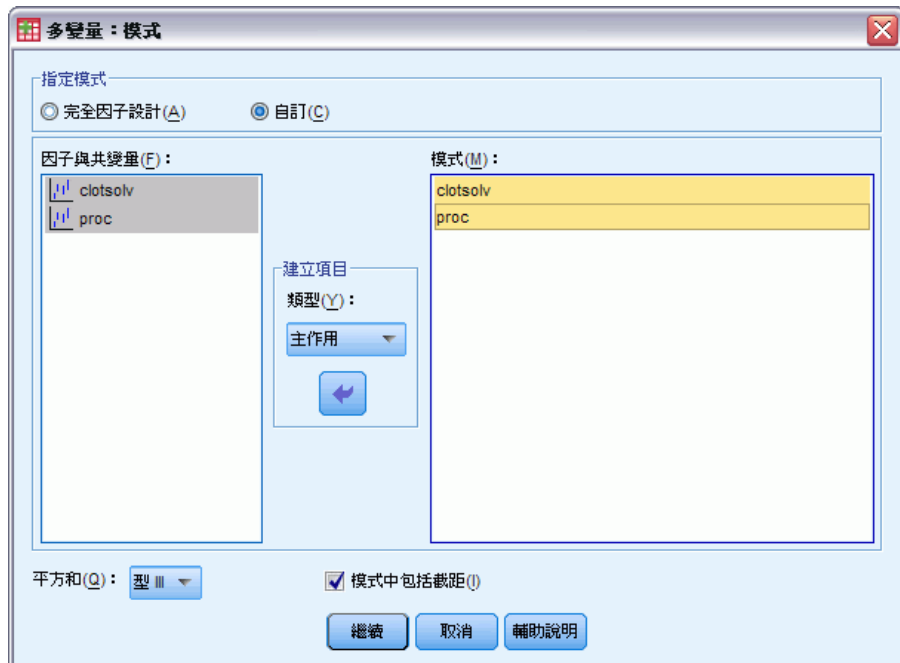 多變量：模式
指定模式
完全因子設計(A)
自訂(C)
因子與共變量(F)：
clotsolv
proc
建立項目
類型(Y)：
主作用
模式(M)：
clotsolv
proc
平方和(Q)：
型 III
模式中包括截距(I)
繼續
取消
輔助說明